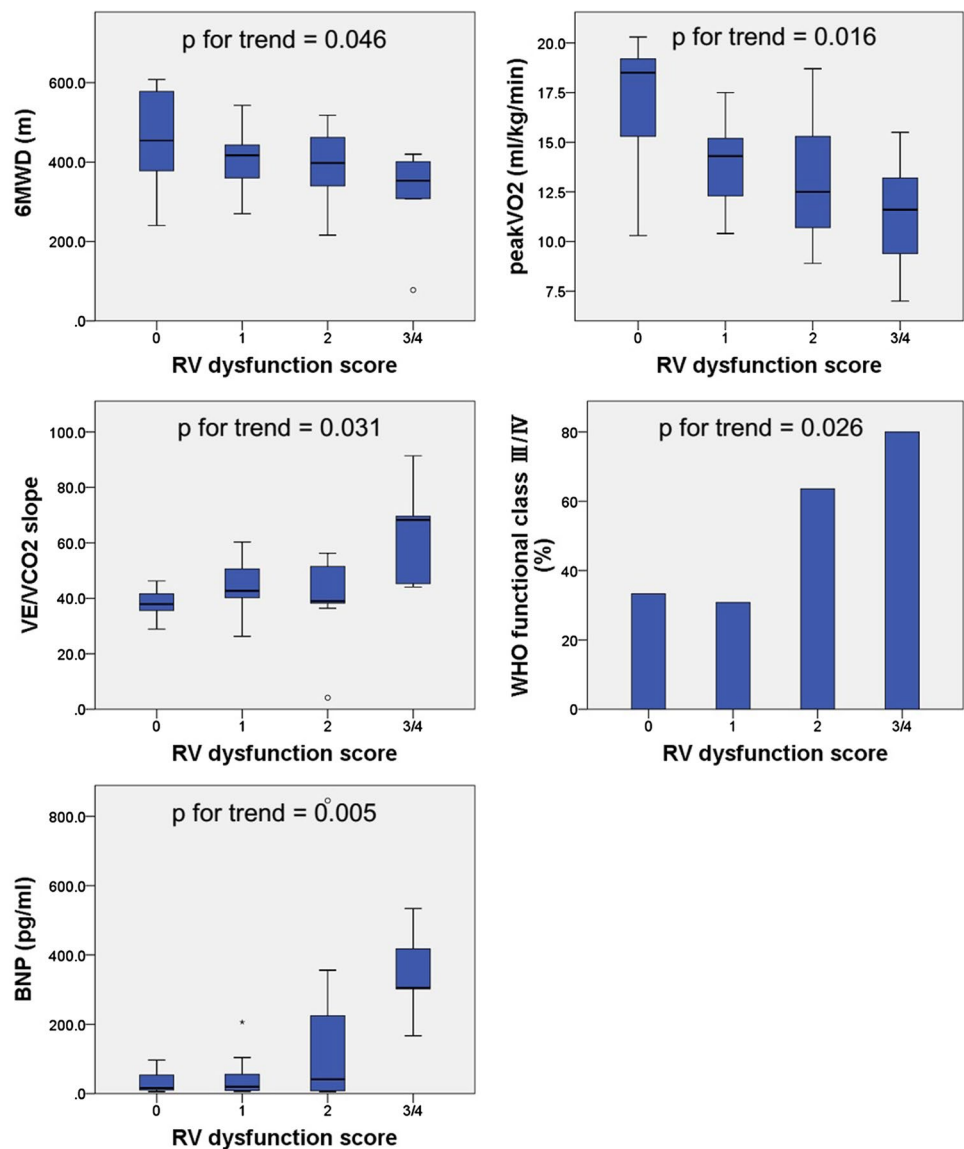 p for trend = 0.046
6MWD (m)
600.0
400.0
200.0
.0
0 1 2 3/4
RV dysfunction score
p for trend = 0.016
peakVO2 (ml/kg/min)
20.0
17.5
15.0
12.5
10.0
7.5
0 1 2 3/4
RV dysfunction score
p for trend = 0.031
VE/VCO2 slope
100.0
80.0
60.0
40.0
20.0
.0
0 1 2 3/4
RV dysfunction score
p for trend = 0.026
WHO functional class Ⅲ/Ⅳ
(%)
80
60
40
20
0
0 1 2 3/4
RV dysfunction score
p for trend = 0.005
BNP (pg/ml)
800.0
600.0
400.0
200.0
.0
0 1 2 3/4
RV dysfunction score